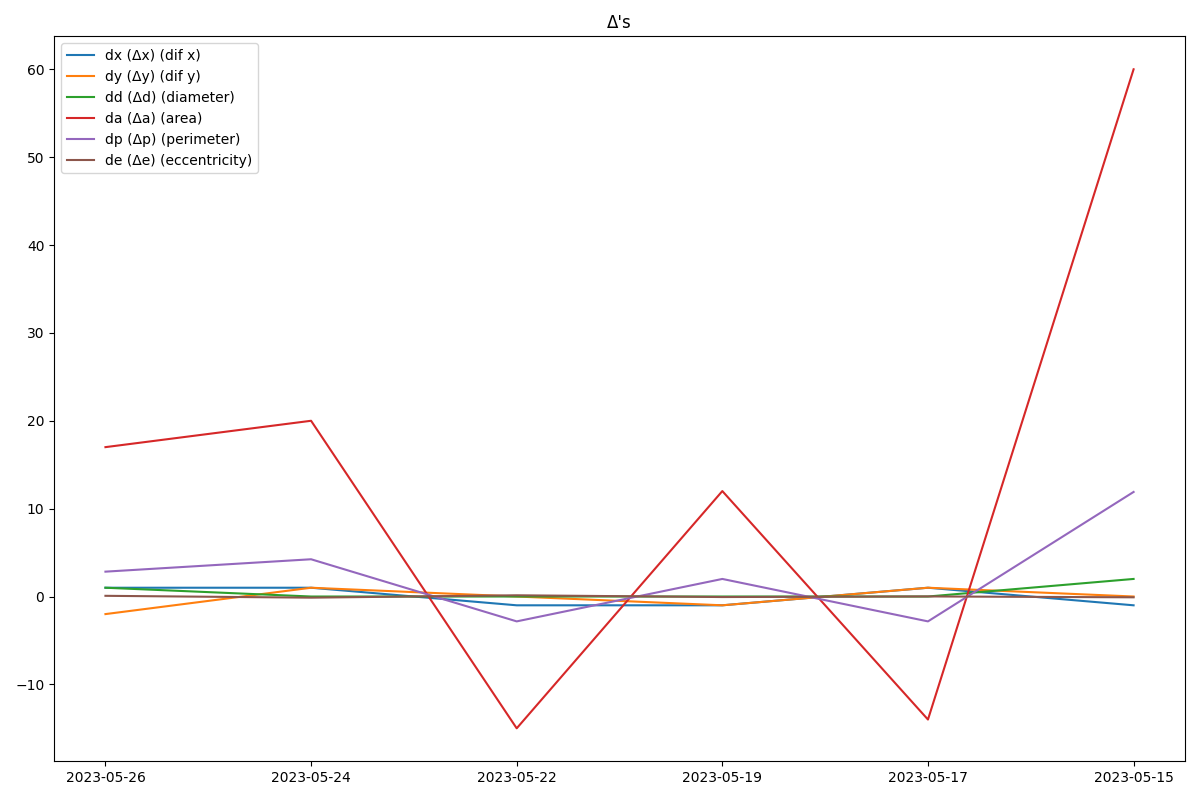 Δ's
dx (Δx) (dif x)
dy (Δy) (dif y)
dd (Δd) (diameter)
da (Δa) (area)
dp (Δp) (perimeter)
de (Δe) (eccentricity)
60
50
40
30
20
10
0
−10
2023-05-26 2023-05-24 2023-05-22 2023-05-19 2023-05-17 2023-05-15